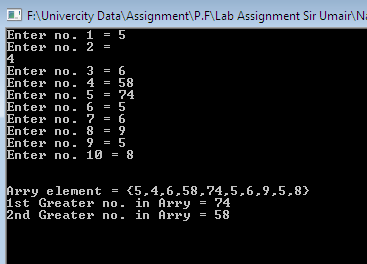 F:\Univercity Data\Assignment\P.F\Lab Assignment Sir Umair\Na
Enter no. 1 = 5
Enter no. 2 =
4
Enter no. 3 = 6
Enter no. 4 = 58
Enter no. 5 = 74
Enter no. 6 = 5
Enter no. 7 = 6
Enter no. 8 = 9
Enter no. 9 = 5
Enter no. 10 = 8
Arry element = {5,4,6,58,74,5,6,9,5,8}
1st Greater no. in Arry = 74
2nd Greater no. in Arry = 58